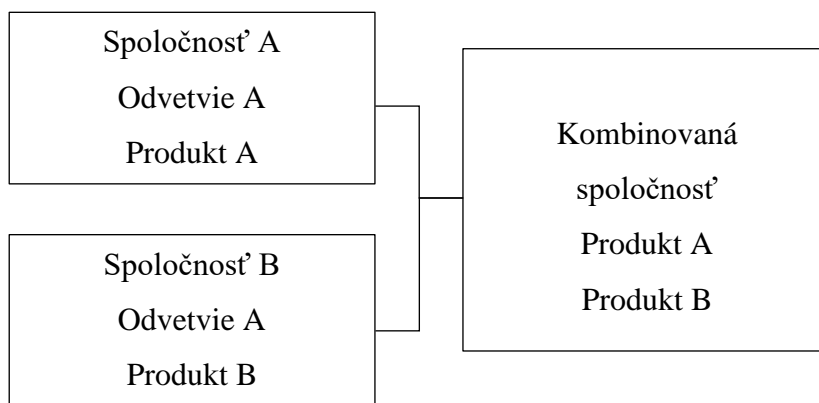 Spoločnosť A
Odvetvie A
Produkt A
Spoločnosť B
Odvetvie A
Produkt B
Kombinovaná
spoločnosť
Produkt A
Produkt B